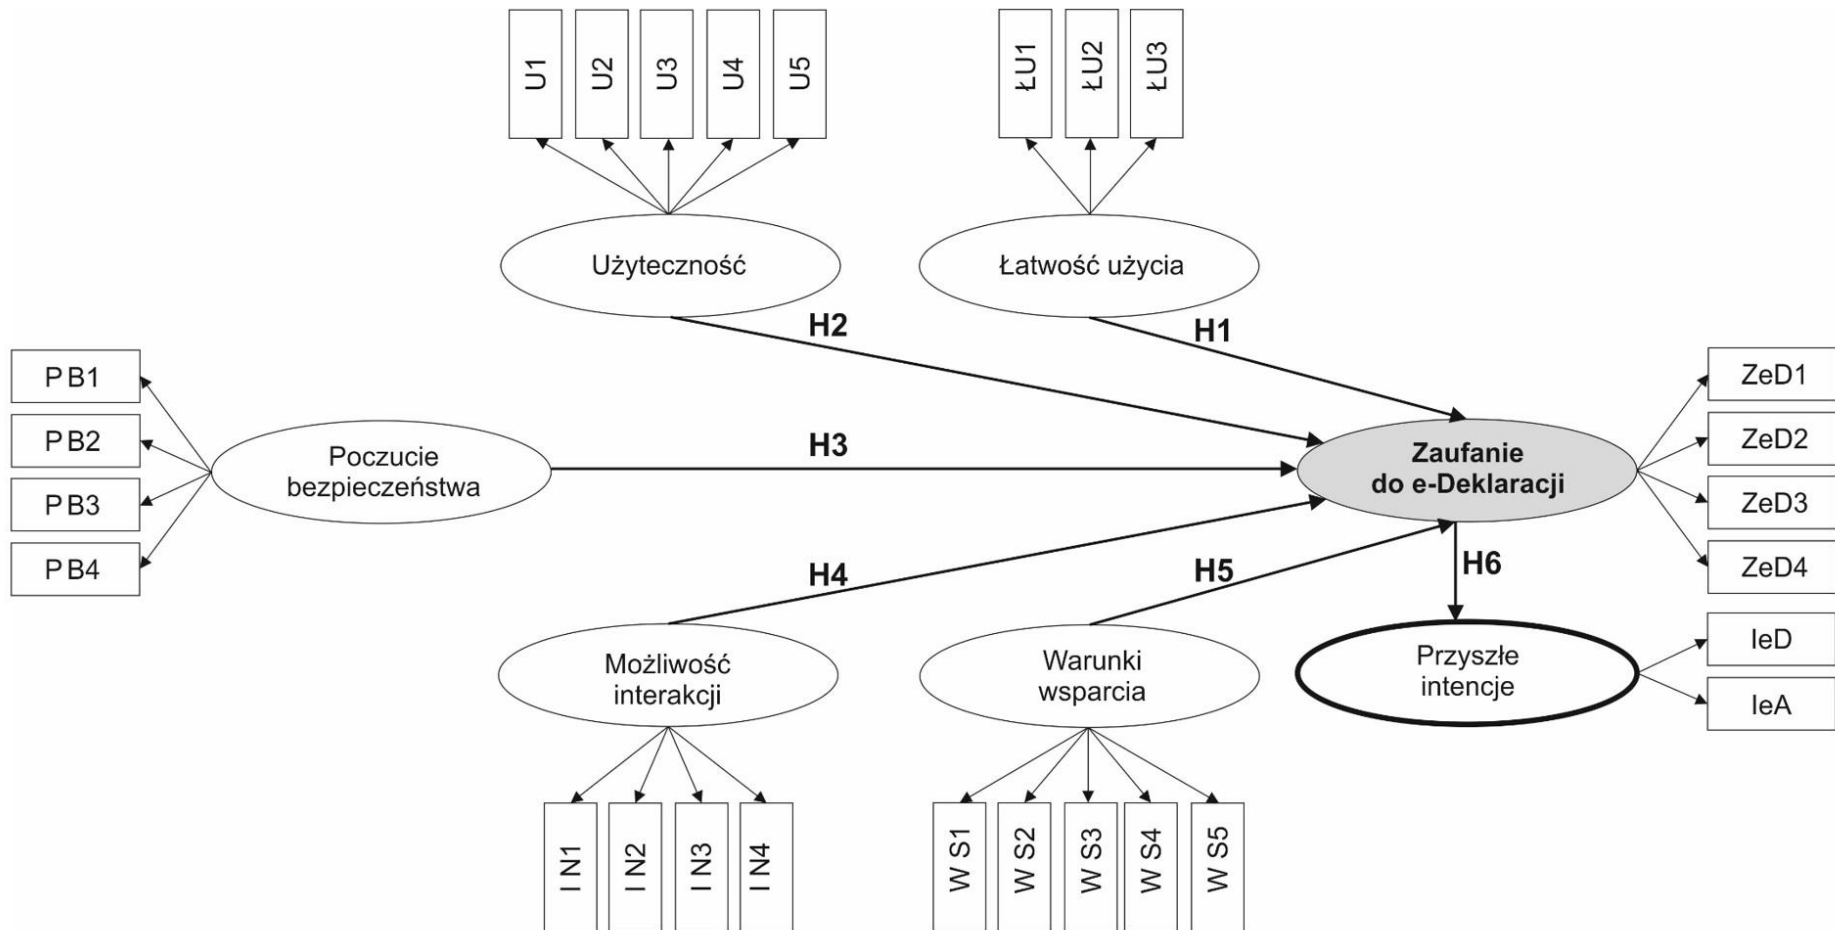 U1
U2
U3
U4
U5
ŁU1
ŁU2
ŁU3
Użyteczność
Łatwość użycia
H2
H1
PB1
PB2
PB3
PB4
Poczucie
bezpieczeństwa
H3
Zaufanie
do e-Deklaracji
ZeD1
ZeD2
ZeD3
ZeD4
H4
H5
H6
Możliwość
interakcji
Warunki
wsparcia
Przyszłe
intencje
IeD
IeA
IN1
IN2
IN3
IN4
WS1
WS2
WS3
WS4
WS5